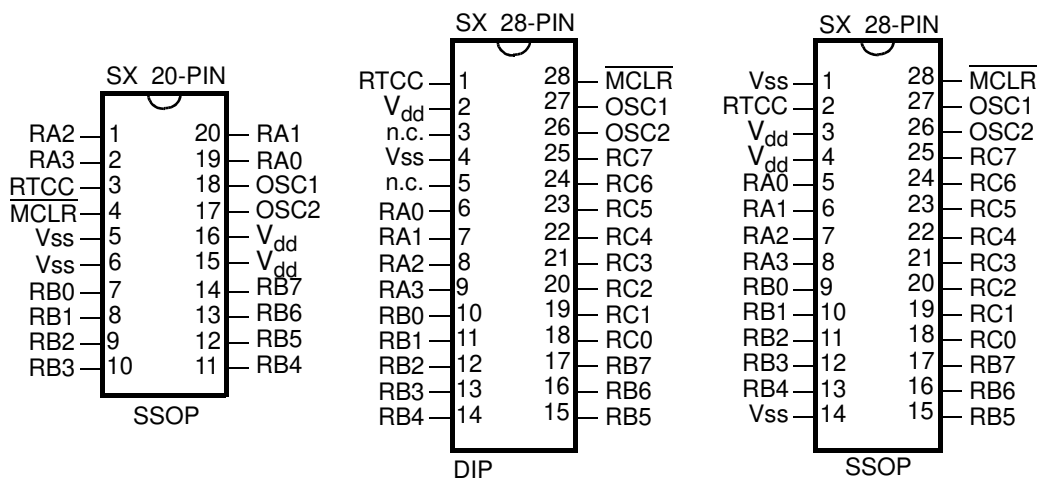 SX 20-PIN
RA2 1 20 RA1
RA3 2 19 RA0
RTCC 3 18 OSC1
MCLR 4 17 OSC2
Vss 5 16 Vdd
Vss 6 15 Vdd
RB0 7 14 RB7
RB1 8 13 RB6
RB2 9 12 RB5
RB3 10 11 RB4
SSOP
SX 28-PIN
RTCC 1 28 MCLR
Vdd 2 27 OSC1
n.c. 3 26 OSC2
Vss 4 25 RC7
n.c. 5 24 RC6
RA0 6 23 RC5
RA1 7 22 RC4
RA2 8 21 RC3
RA3 9 20 RC2
RB0 10 19 RC1
RB1 11 18 RC0
RB2 12 17 RB7
RB3 13 16 RB6
RB4 14 15 RB5
DIP
SX 28-PIN
Vss 1 28 MCLR
RTCC 2 27 OSC1
Vdd 3 26 OSC2
Vdd 4 25 RC7
RA0 5 24 RC6
RA1 6 23 RC5
RA2 7 22 RC4
RA3 8 21 RC3
RB0 9 20 RC2
RB1 10 19 RC1
RB2 11 18 RC0
RB3 12 17 RB7
RB4 13 16 RB6
Vss 14 15 RB5
SSOP